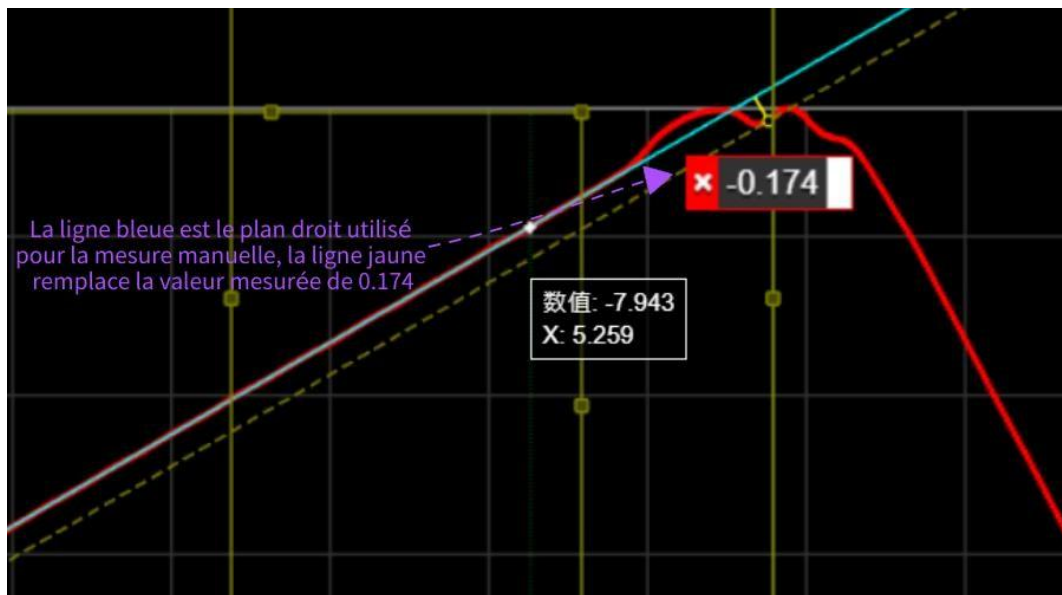 × -0.174
La ligne bleue est le plan droit utilisé
pour la mesure manuelle, la ligne jaune
remplace la valeur mesurée de 0.174
数值: -7.943
X: 5.259